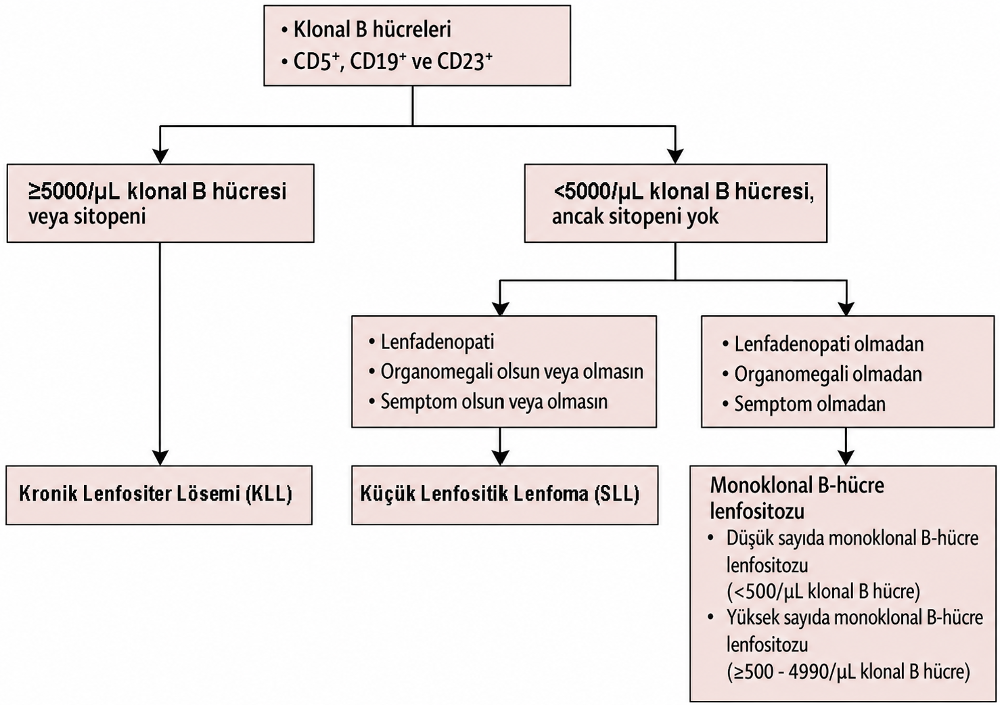 • Klonal B hücreleri
• CD5⁺, CD19⁺ ve CD23⁺
≥5000/µL klonal B hücresi
veya sitopeni
<5000/µL klonal B hücresi,
ancak sitopeni yok
• Lenfadenopati
• Organomegali olsun veya olmasın
• Semptom olsun veya olmasın
• Lenfadenopati olmadan
• Organomegali olmadan
• Semptom olmadan
Kronik Lenfositer Lösemi (KLL)
Küçük Lenfositik Lenfoma (SLL)
Monoklonal B-hücre
lenfositozu
• Düşük sayıda monoklonal B-hücre
lenfositozu
(<500/µL klonal B hücre)
• Yüksek sayıda monoklonal B-hücre
lenfositozu
(≥500 - 4990/µL klonal B hücre)